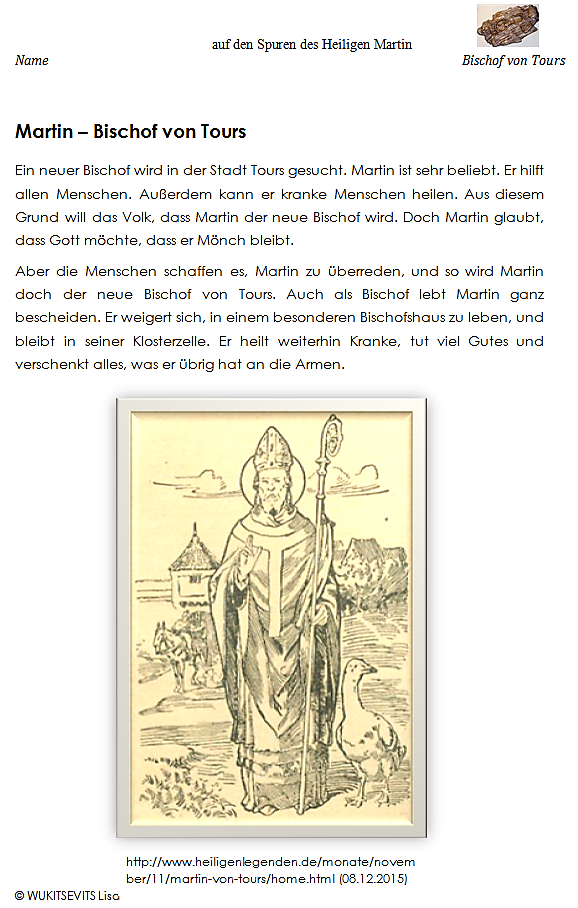 auf den Spuren des Heiligen Martin
Name
Bischof von Tours
Martin – Bischof von Tours
Ein neuer Bischof wird in der Stadt Tours gesucht. Martin ist sehr beliebt. Er hilft
allen Menschen. Außerdem kann er kranke Menschen heilen. Aus diesem
Grund will das Volk, dass Martin der neue Bischof wird. Doch Martin glaubt,
dass Gott möchte, dass er Mönch bleibt.
Aber die Menschen schaffen es, Martin zu überreden, und so wird Martin
doch der neue Bischof von Tours. Auch als Bischof lebt Martin ganz
bescheiden. Er weigert sich, in einem besonderen Bischofshaus zu leben, und
bleibt in seiner Klosterzelle. Er heilt weiterhin Kranke, tut viel Gutes und
verschenkt alles, was er übrig hat an die Armen.
http://www.heiligenlegenden.de/monate/novem
ber/11/martin-von-tours/home.html (08.12.2015)
© WUKITSEVITS Lisa